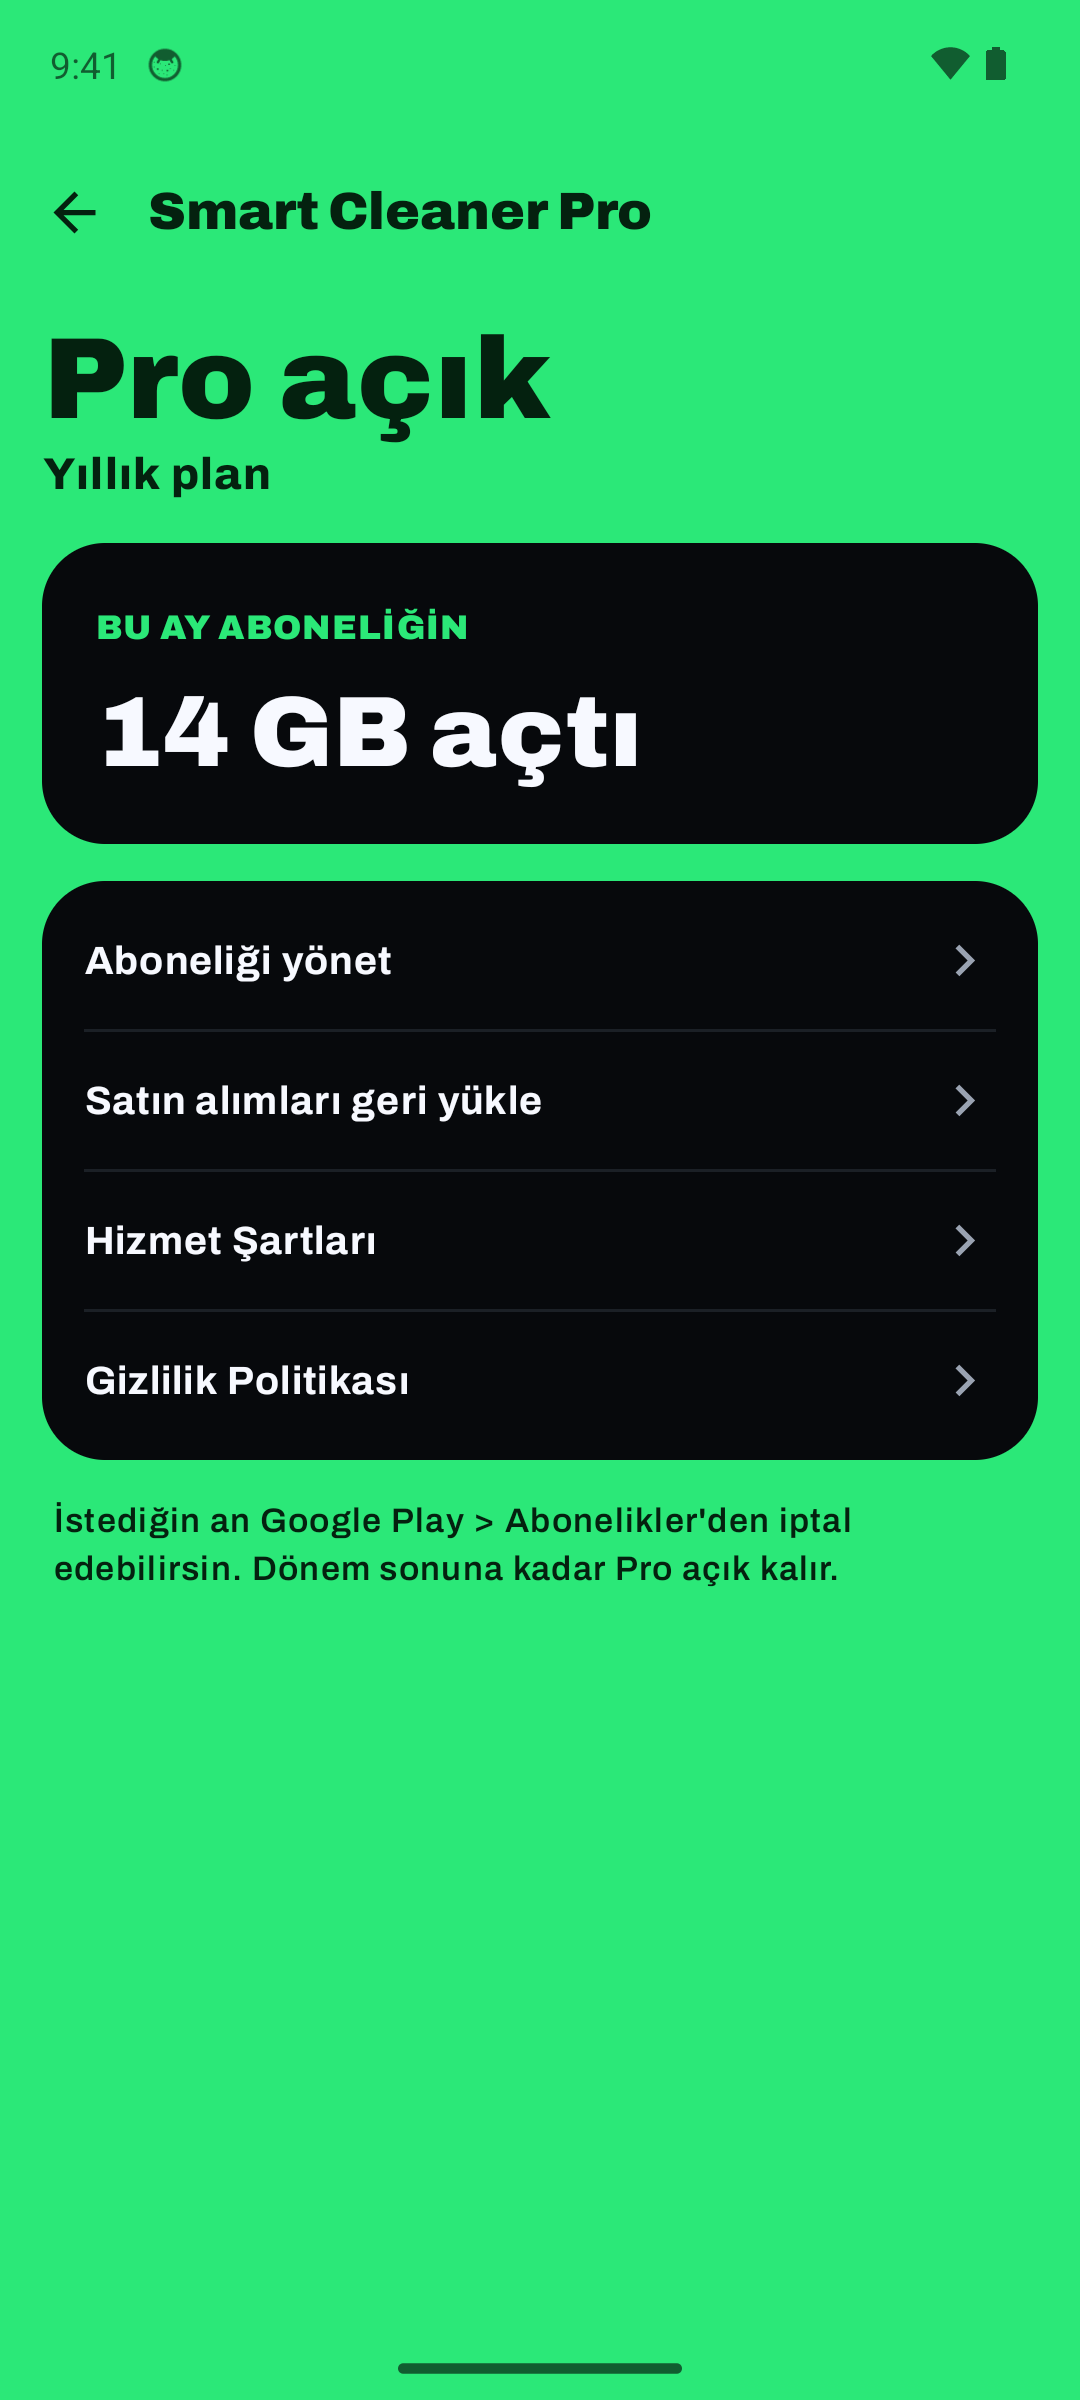 9:41
Smart Cleaner Pro
Pro açık
Yıllık plan
BU AY ABONELİĞİN
14 GB açtı
Aboneliği yönet
Satın alımları geri yükle
Hizmet Şartları
Gizlilik Politikası
İstediğin an Google Play > Abonelikler'den iptal
edebilirsin. Dönem sonuna kadar Pro açık kalır.